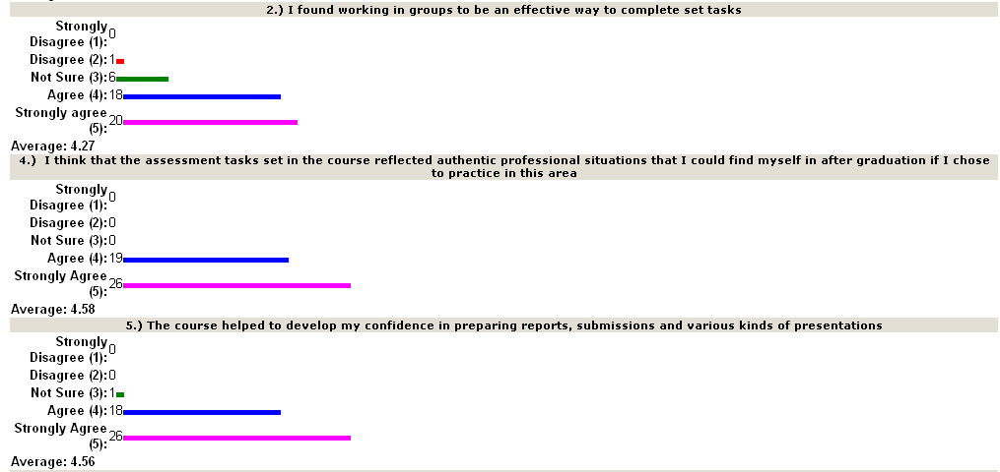 2.) I found working in groups to be an effective way to complete set tasks
Strongly
Disagree (1): 0
Disagree (2): 1
Not Sure (3): 6
Agree (4): 18
Strongly agree
(5): 20
Average: 4.27
4.) I think that the assessment tasks set in the course reflected authentic professional situations that I could find myself in after graduation if I chose
to practice in this area
Strongly
Disagree (1): 0
Disagree (2): 0
Not Sure (3): 0
Agree (4): 19
Strongly Agree
(5): 26
Average: 4.58
5.) The course helped to develop my confidence in preparing reports, submissions and various kinds of presentations
Strongly
Disagree (1): 0
Disagree (2): 0
Not Sure (3): 1
Agree (4): 18
Strongly Agree
(5): 26
Average: 4.56